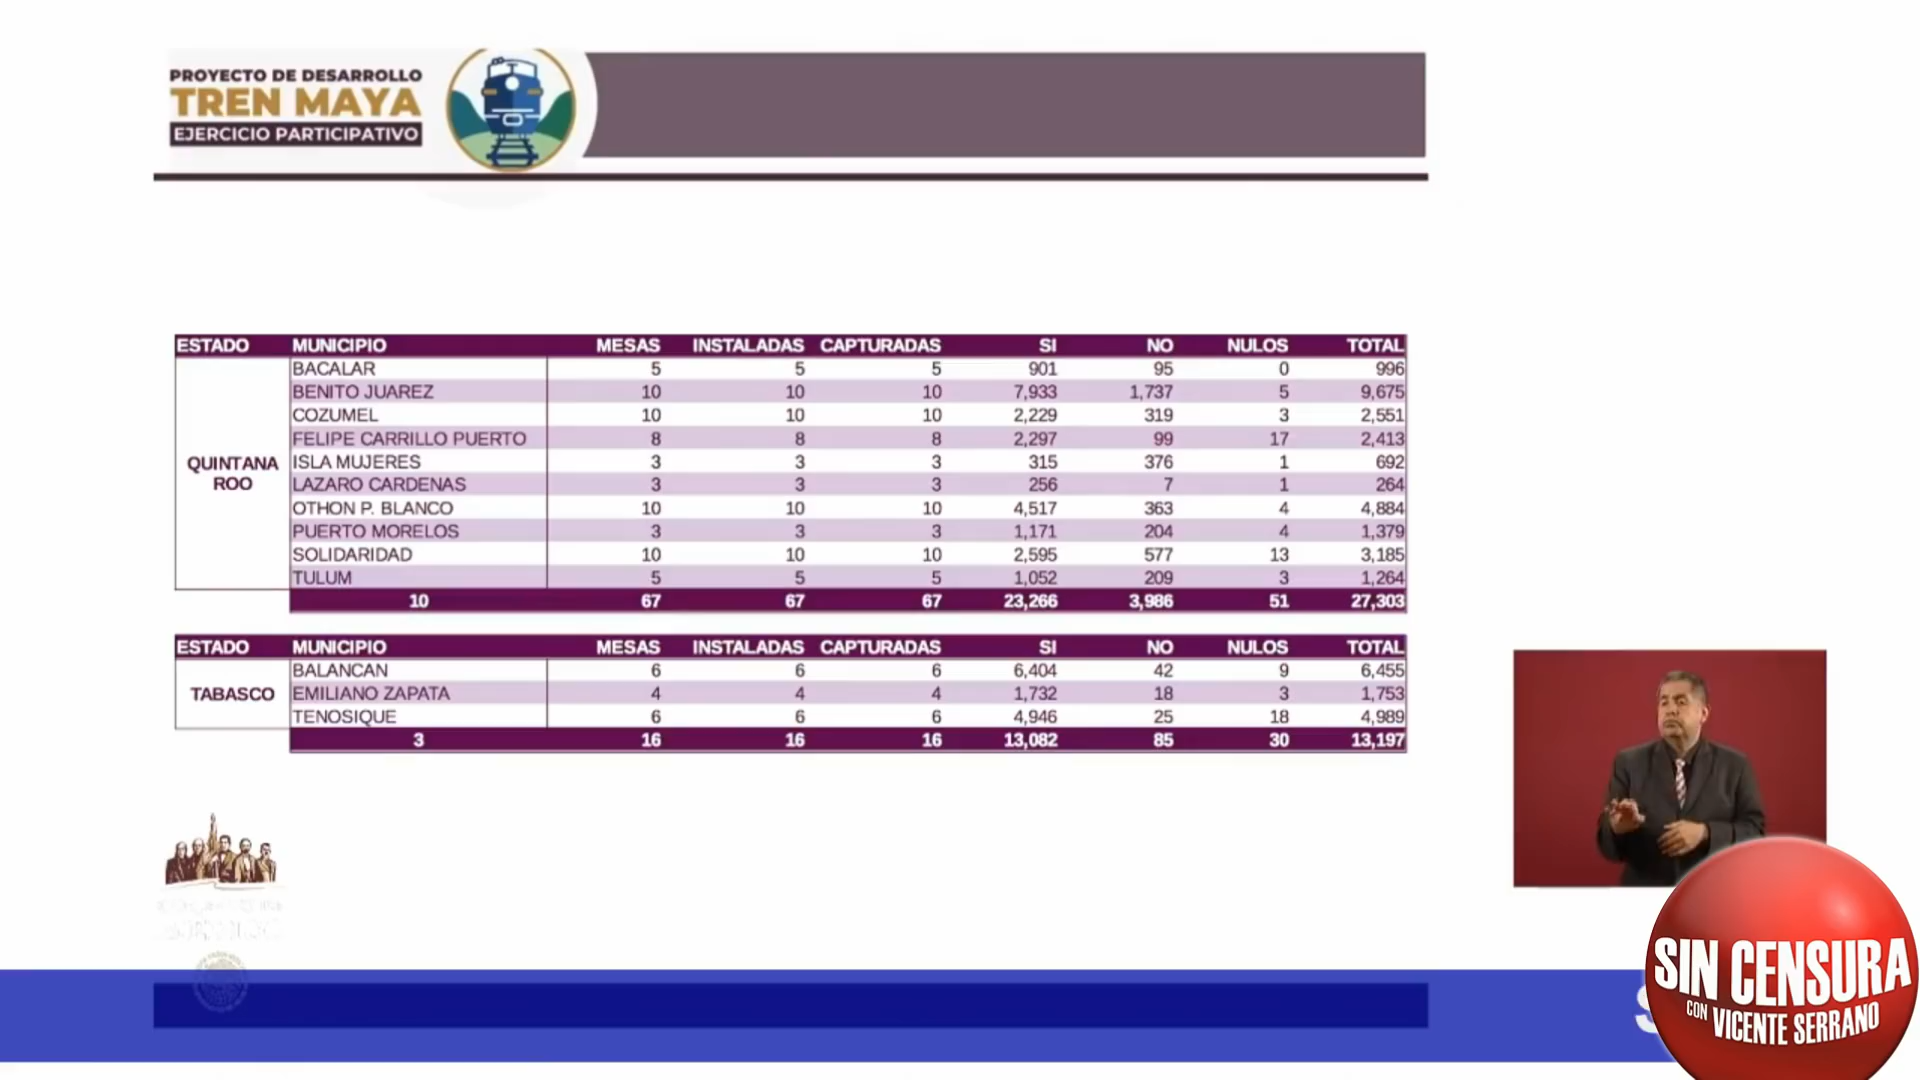 PROYECTO DE DESARROLLO
TREN MAYA
EJERCICIO PARTICIPATIVO
ESTADO MUNICIPIO MESAS INSTALADAS CAPTURADAS SI NO NULOS TOTAL
BACALAR 5 5 5 901 95 0 996
BENITO JUAREZ 10 10 10 7,933 1,737 5 9,675
COZUMEL 10 10 10 2,229 319 3 2,551
FELIPE CARRILLO PUERTO 8 8 8 2,297 99 17 2,413
QUINTANA ROO
ISLA MUJERES 3 3 3 315 376 1 692
LAZARO CARDENAS 3 3 3 256 7 1 264
OTHON P. BLANCO 10 10 10 4,517 363 4 4,884
PUERTO MORELOS 3 3 3 1,171 204 4 1,379
SOLIDARIDAD 10 10 10 2,595 577 13 3,185
TULUM 5 5 5 1,052 209 3 1,264
10 67 67 67 23,266 3,986 51 27,303
ESTADO MUNICIPIO MESAS INSTALADAS CAPTURADAS SI NO NULOS TOTAL
BALANCAN 6 6 6 6,404 42 9 6,455
TABASCO EMILIANO ZAPATA 4 4 4 1,732 18 3 1,753
TENOSIQUE 6 6 6 4,946 25 18 4,989
3 16 16 16 13,082 85 30 13,197
SIN CENSURA
CON VICENTE SERRANO